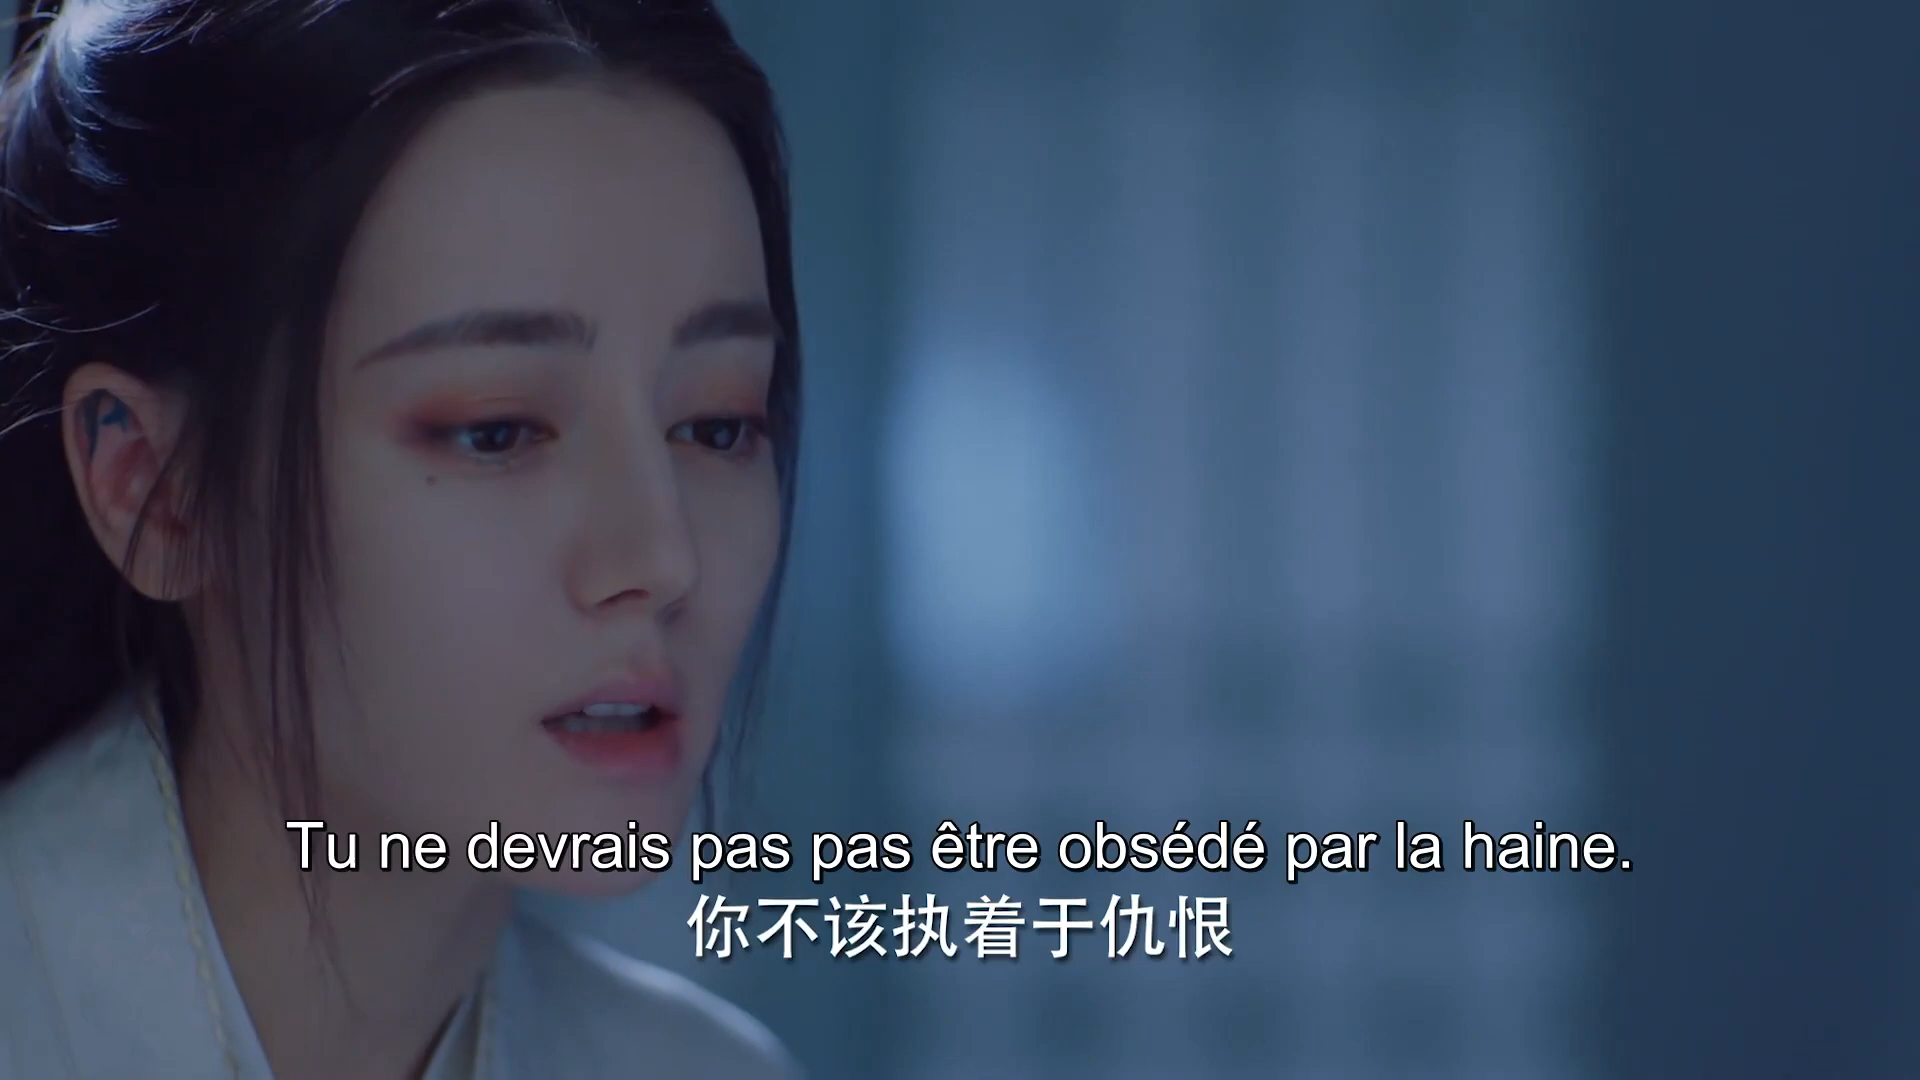 Tu ne devrais pas pas être obsédé par la haine.
你不该执着于仇恨